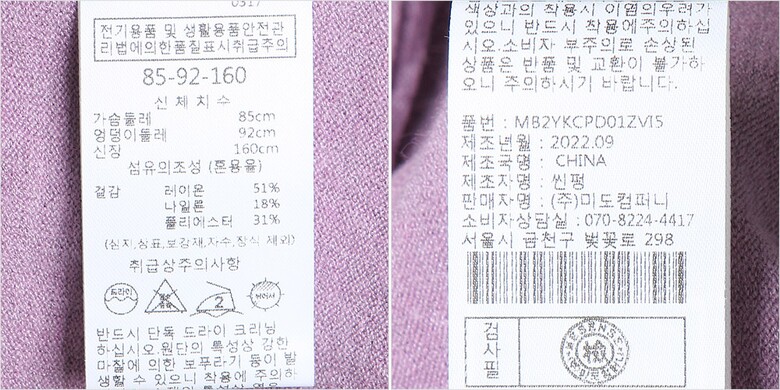 0317
전기용품 및 생활용품안전관
리법에의한품질표시취급주의
85-92-160
신 체 치 수
가슴둘레 85cm
엉덩이둘레 92cm
신장 160cm
섬유의조성 (혼용율)
겉감 레이온 51%
나일론 18%
폴리에스터 31%
(심지,상표,보강재,자수,장식 제외)
취급상주의사항
드라이
2
반드시 단독 드라이 크리닝
하십시오.원단의 특성상 강한
마찰에 의한 보푸라기 등이 발
생할 수 있으니 착용에 주의하
색상과의 착용시 이염의우려가
있으니 반드시 착용에주의하십
시오.소비자 부주의로 손상된
상품은 반품 및 교환이 불가하
오니 주의하시기 바랍니다.
품번 : MB2YKCPD01ZVI5
제조년월 : 2022.09
제조국명 : CHINA
제조자명 : 씬펑
판매자명 : (주)미도컴퍼니
소비자상담실 : 070-8224-4417
서울시 금천구 벚꽃로 298
검사필